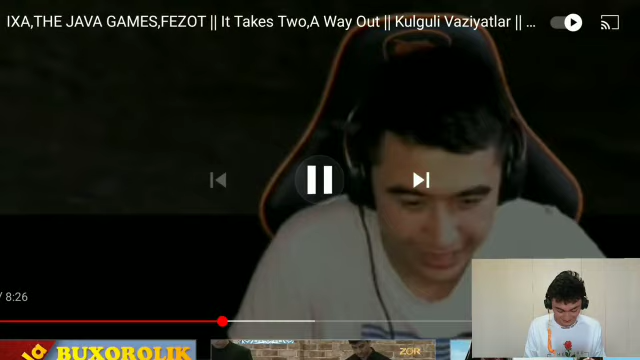 IXA,THE JAVA GAMES,FEZOT || It Takes Two,A Way Out || Kulguli Vaziyatlar || ...
/ 8:26
BUXOROLIK
ZOR